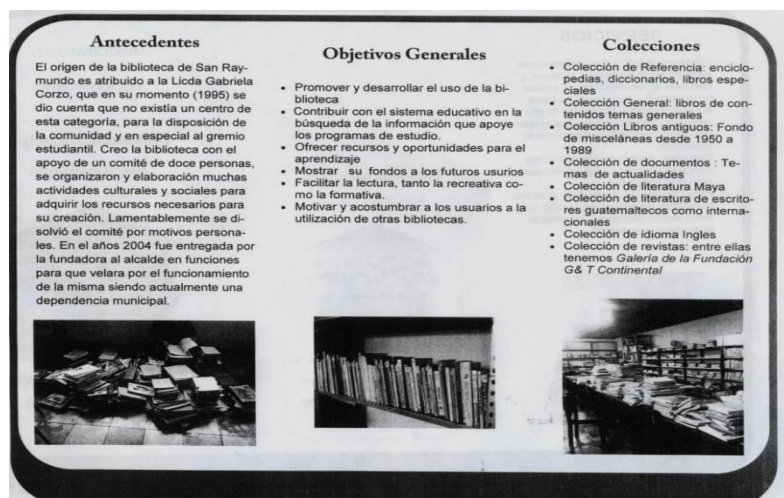 Antecedentes
El origen de la biblioteca de San Ray-
mundo es atribuido a la Licda Gabriela
Corzo, que en su momento (1995) se
dio cuenta que no existía un centro de
esta categoría, para la disposición de
la comunidad y en especial al gremio
estudiantil. Creo la biblioteca con el
apoyo de un comité de doce personas,
se organizaron y elaboración muchas
actividades culturales y sociales para
adquirir los recursos necesarios para
su creación. Lamentablemente se di-
solvió el comité por motivos persona-
les. En el años 2004 fue entregada por
la fundadora al alcalde en funciones
para que velara por el funcionamiento
de la misma siendo actualmente una
dependencia municipal.
Objetivos Generales
• Promover y desarrollar el uso de la bi-
blioteca
• Contribuir con el sistema educativo en la
búsqueda de la información que apoye
los programas de estudio.
• Ofrecer recursos y oportunidades para el
aprendizaje
• Mostrar su fondos a los futuros usurios
• Facilitar la lectura, tanto la recreativa co-
mo la formativa.
• Motivar y acostumbrar a los usuarios a la
utilización de otras bibliotecas.
Colecciones
• Colección de Referencia: enciclo-
pedias, diccionarios, libros espe-
ciales
• Colección General: libros de con-
tenidos temas generales
• Colección Libros antiguos: Fondo
de misceláneas desde 1950 a
1989
• Colección de documentos : Te-
mas de actualidades
• Colección de literatura Maya
• Colección de literatura de escrito-
res guatemaltecos como interna-
cionales
• Colección de idioma Ingles
• Colección de revistas: entre ellas
tenemos Galería de la Fundación
G& T Continental